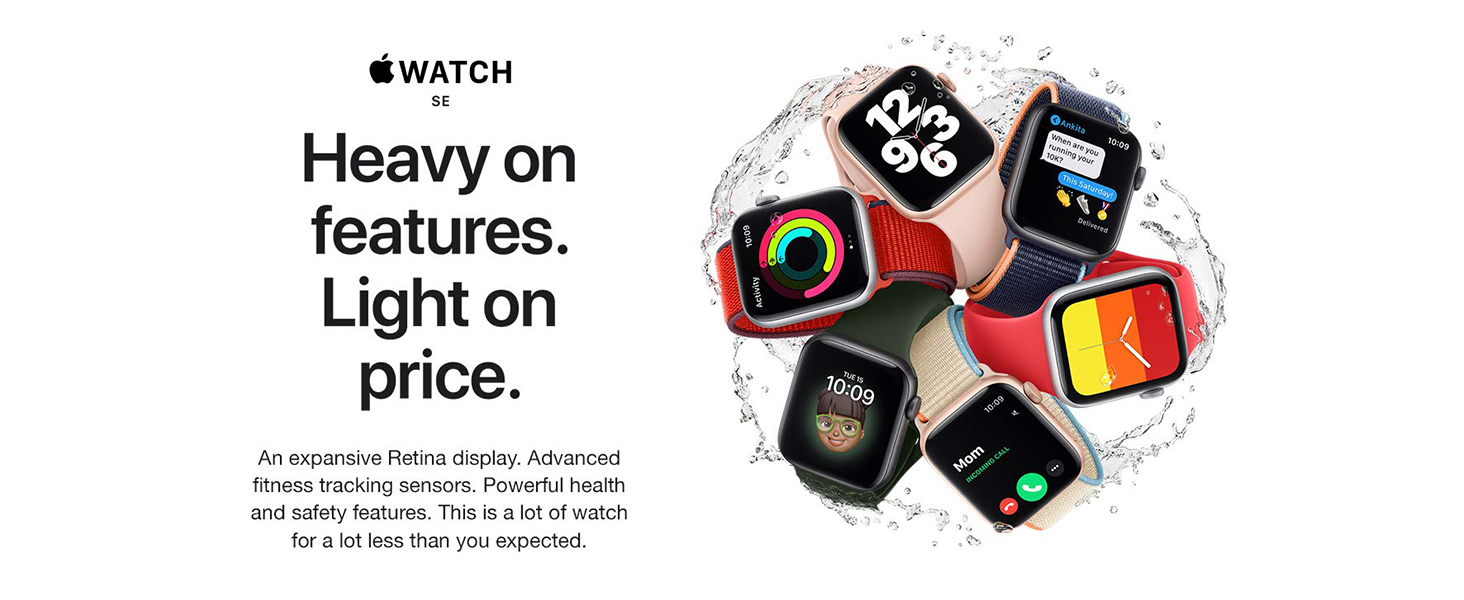 WATCH
SE
Heavy on
features.
Light on
price.
An expansive Retina display. Advanced
fitness tracking sensors. Powerful health
and safety features. This is a lot of watch
for a lot less than you expected.
12
3
9
6
Ankita
10:09
When are you
running your
10K?
This Saturday!
Delivered
10:09
Activity
TUE 15
10:09
10:09
Mom
INCOMING CALL